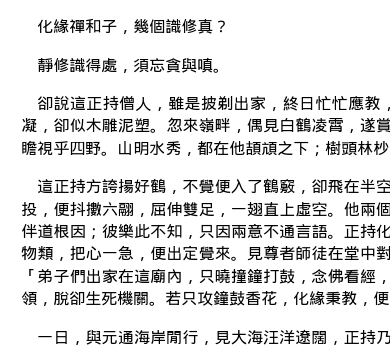 化緣禪和子，幾個識修真？
靜修識得處，須忘貪與嗔。
卻說這正持僧人，雖是披剃出家，終日忙忙應教，
凝，卻似木雕泥塑。忽來嶺畔，偶見白鶴凌霄，遂賞
瞻視乎四野。山明水秀，都在他頡頏之下；樹頭林杪
這正持方誇揚好鶴，不覺便入了鶴竅，卻飛在半空
投，便抖擻六翮，屈伸雙足，一翅直上虛空。他兩個
伴道根因；彼樂此不知，只因兩意不通言語。正持化
物類，把心一急，便出定覺來。見尊者師徒在堂中對
「弟子們出家在這廟內，只曉撞鐘打鼓，念佛看經，
領，脫卻生死機關。若只攻鐘鼓香花，化緣秉教，便
一日，與元通海岸閒行，見大海汪洋遼闊，正持乃